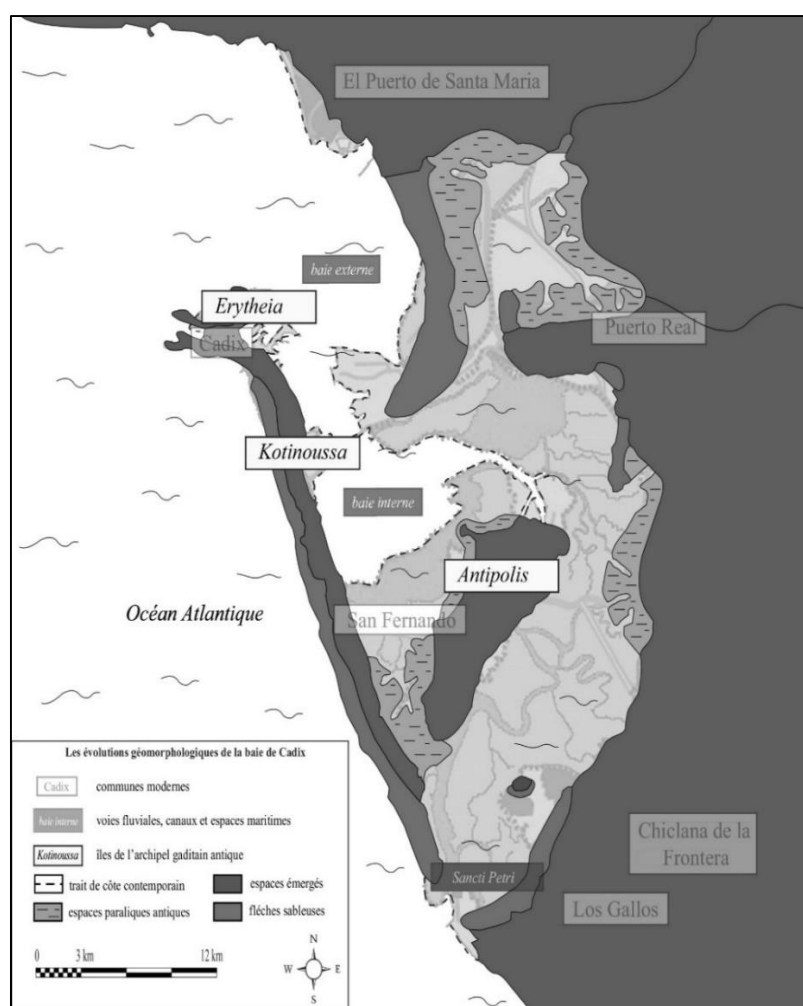 El Puerto de Santa Maria
baie externe
Erytheia
Cadix
Puerto Real
Kotinoussa
baie interne
Antipolis
Océan Atlantique
San Fernando
Sancti Petri
Chiclana de la
Frontera
Los Gallos
Les évolutions géomorphologiques de la baie de Cadix
Cadix communes modernes
baie interne voies fluviales, canaux et espaces maritimes
Kotinoussa îles de l'archipel gaditain antique
trait de côte contemporain espaces émergés
espaces paraliques antiques fléches sableuses
0 3 km 12 km
N
W E
S